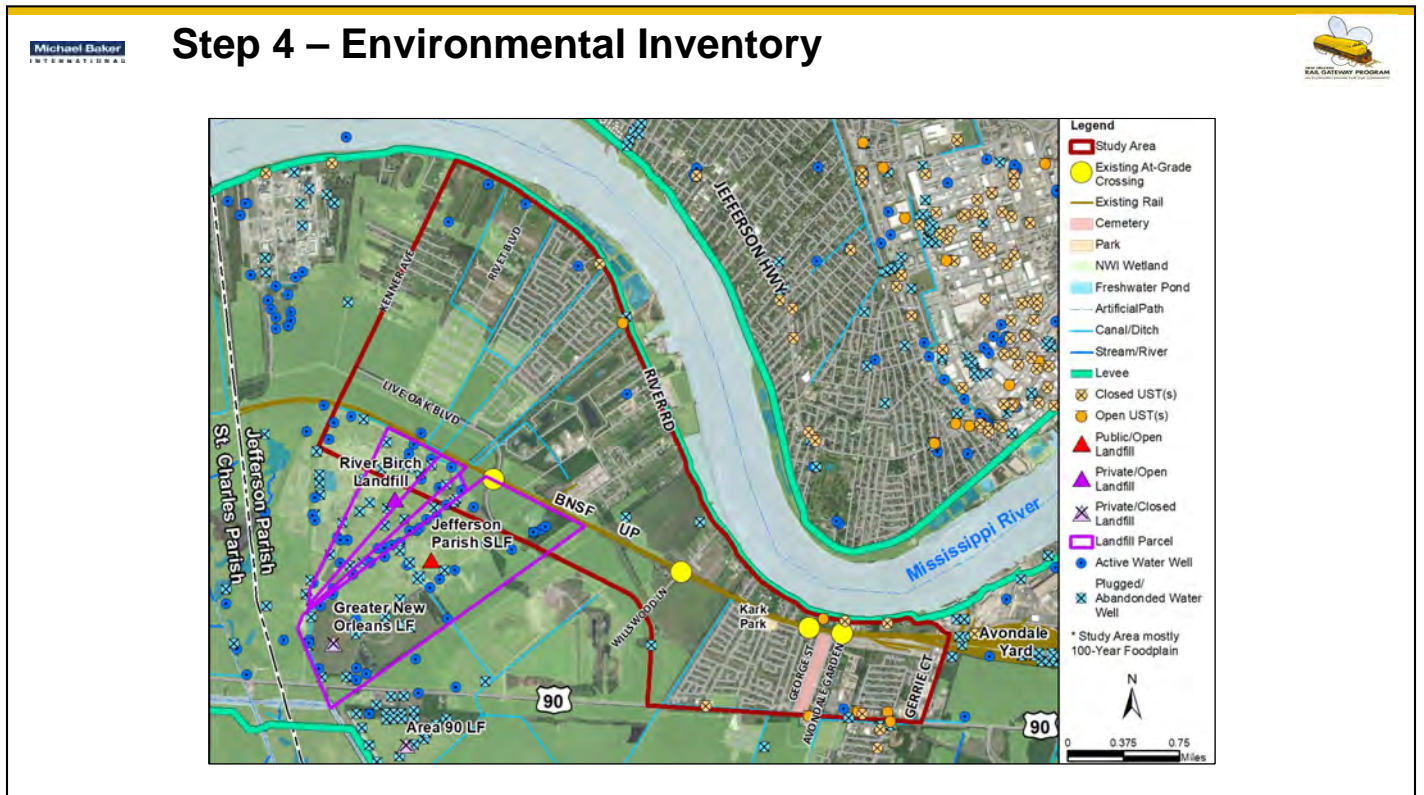 Michael Baker
INTERNATIONAL
Step 4 – Environmental Inventory
RAIL GATEWAY PROGRAM
JEFFERSON HWY
KENNER AVE
RIVET BLVD
RIVER RD
LIVE OAK BLVD
Jefferson Parish
St. Charles Parish
River Birch
Landfill
Jefferson
Parish SLF
BNSF
UP
Greater New
Orleans LF
WILLSWOOD LN
Mississippi River
Kark
Park
GEORGE ST
AVONDALE GARDEN
GERRIE CT
Avondale
Yard
90
Area 90 LF
90
Legend
Study Area
Existing At-Grade
Crossing
Existing Rail
Cemetery
Park
NWI Wetland
Freshwater Pond
ArtificialPath
Canal/Ditch
Stream/River
Levee
Closed UST(s)
Open UST(s)
Public/Open
Landfill
Private/Open
Landfill
Private/Closed
Landfill
Landfill Parcel
Active Water Well
Plugged/
Abandonded Water
Well
* Study Area mostly
100-Year Foodplain
N
0 0.375 0.75
Miles